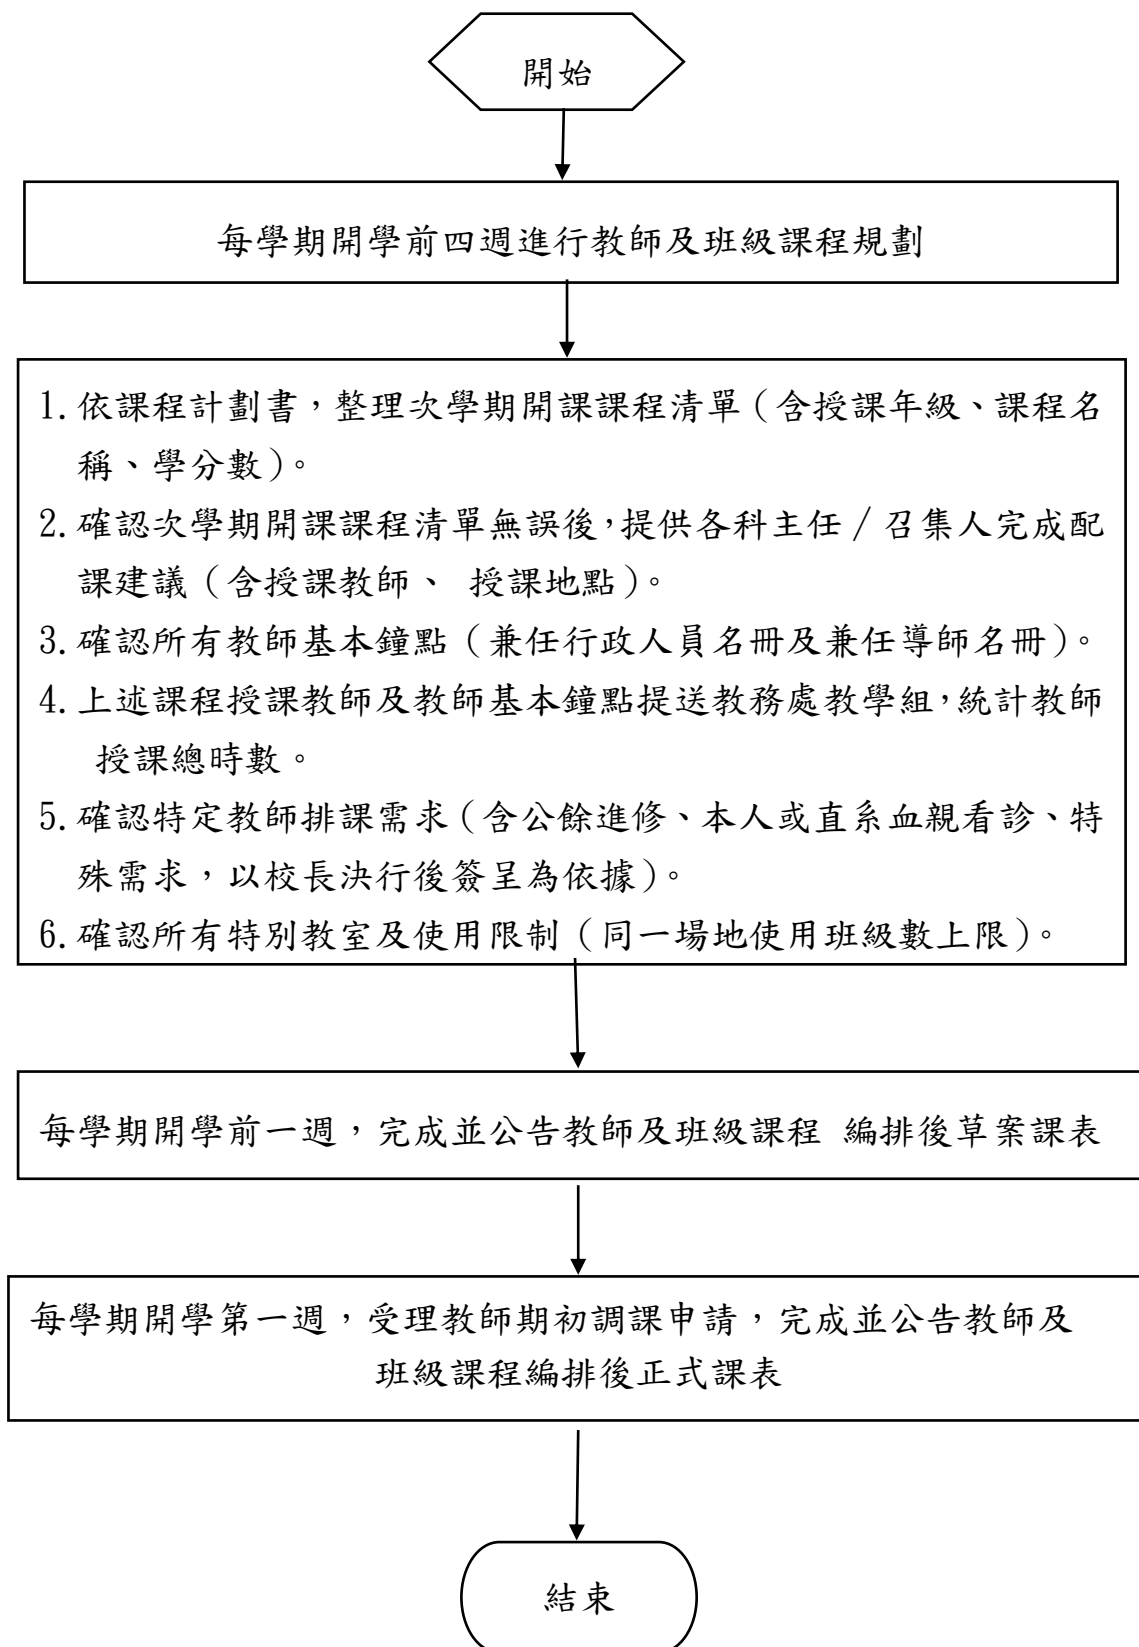 開始
每學期開學前四週進行教師及班級課程規劃
1. 依課程計劃書，整理次學期開課課程清單（含授課年級、課程名
稱、學分數）。
2. 確認次學期開課課程清單無誤後，提供各科主任/召集人完成配
課建議（含授課教師、 授課地點）。
3. 確認所有教師基本鐘點（兼任行政人員名冊及兼任導師名冊）。
4. 上述課程授課教師及教師基本鐘點提送教務處教學組，統計教師
授課總時數。
5. 確認特定教師排課需求（含公餘進修、本人或直系血親看診、特
殊需求，以校長決行後簽呈為依據）。
6. 確認所有特別教室及使用限制（同一場地使用班級數上限）。
每學期開學前一週，完成並公告教師及班級課程 編排後草案課表
每學期開學第一週，受理教師期初調課申請，完成並公告教師及
班級課程編排後正式課表
結束